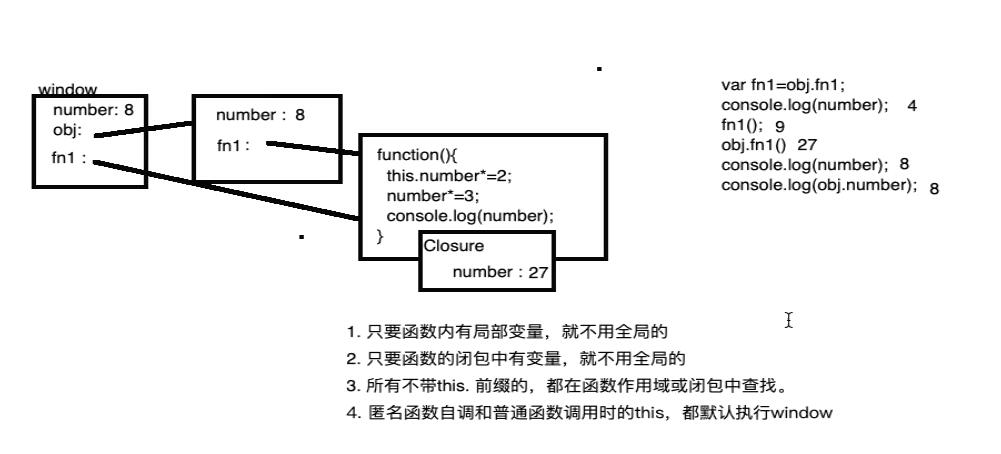 window
number: 8
obj:
fn1 :
number : 8
fn1 :
function(){
this.number*=2;
number*=3;
console.log(number);
}
Closure
number : 27
var fn1=obj.fn1;
console.log(number); 4
fn1(); 9
obj.fn1() 27
console.log(number); 8
console.log(obj.number); 8
1. 只要函数内有局部变量，就不用全局的
2. 只要函数的闭包中有变量，就不用全局的
3. 所有不带this. 前缀的，都在函数作用域或闭包中查找。
4. 匿名函数自调和普通函数调用时的this，都默认执行window